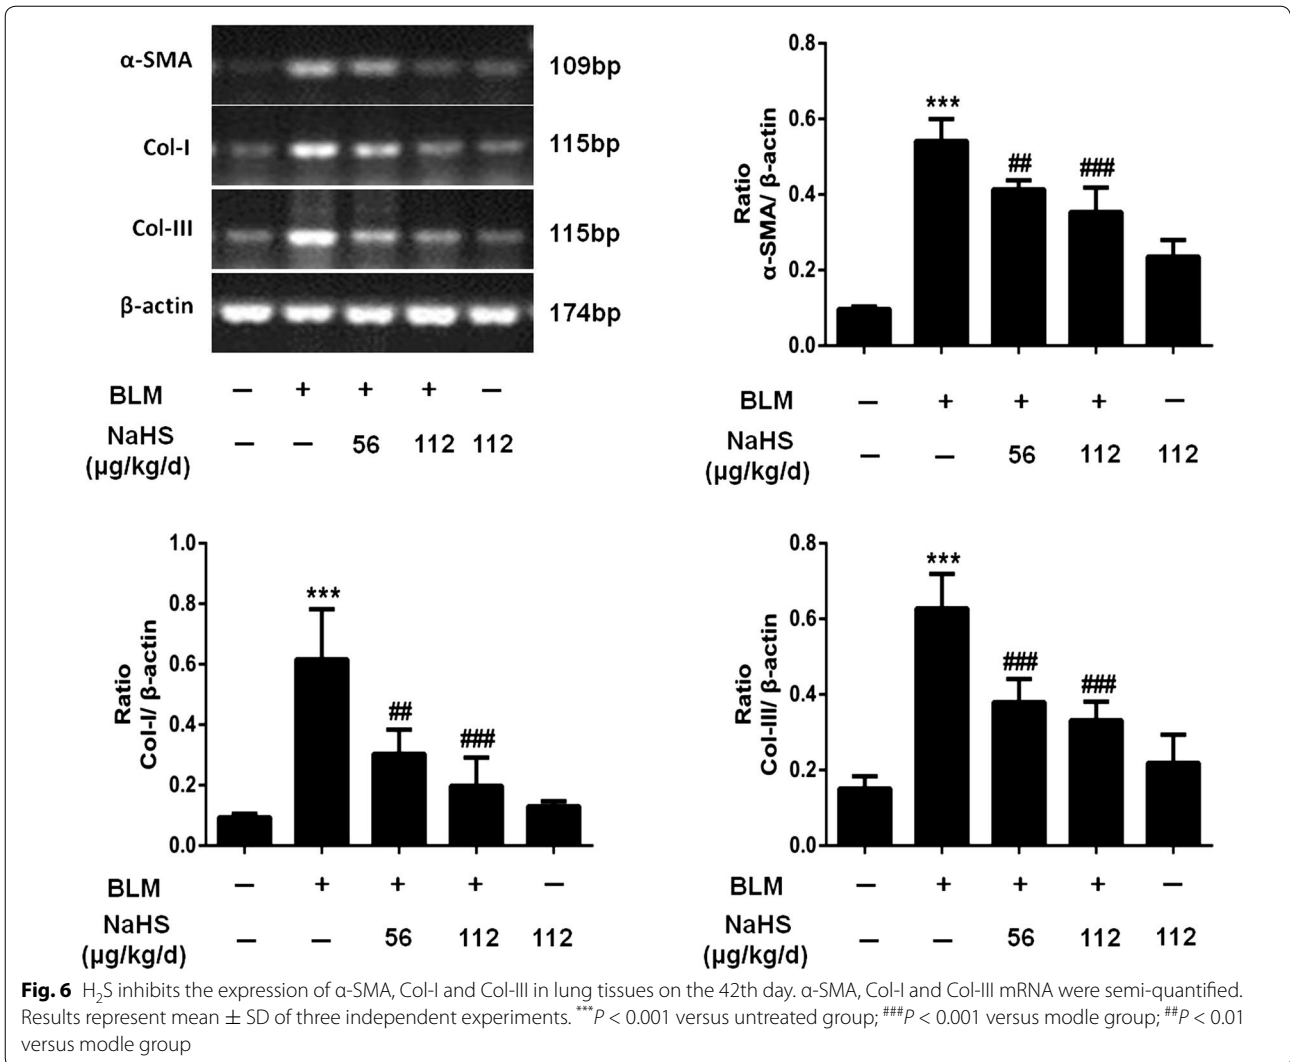 α-SMA
109bp
Col-I
115bp
Col-III
115bp
β-actin
174bp
BLM – + + + –
NaHS
(µg/kg/d)
– – 56 112 112
Ratio
α-SMA/ β-actin
0.8
0.6
0.4
0.2
0.0
***
##
###
BLM – + + + –
NaHS
(µg/kg/d)
– – 56 112 112
Ratio
Col-I/ β-actin
1.0
0.8
0.6
0.4
0.2
0.0
***
##
###
BLM – + + + –
NaHS
(µg/kg/d)
– – 56 112 112
Ratio
Col-III/ β-actin
0.8
0.6
0.4
0.2
0.0
***
###
###
BLM – + + + –
NaHS
(µg/kg/d)
– – 56 112 112
Fig. 6 H₂S inhibits the expression of α-SMA, Col-I and Col-III in lung tissues on the 42th day. α-SMA, Col-I and Col-III mRNA were semi-quantified.
Results represent mean ± SD of three independent experiments. ***P < 0.001 versus untreated group; ###P < 0.001 versus modle group; ##P < 0.01
versus modle group